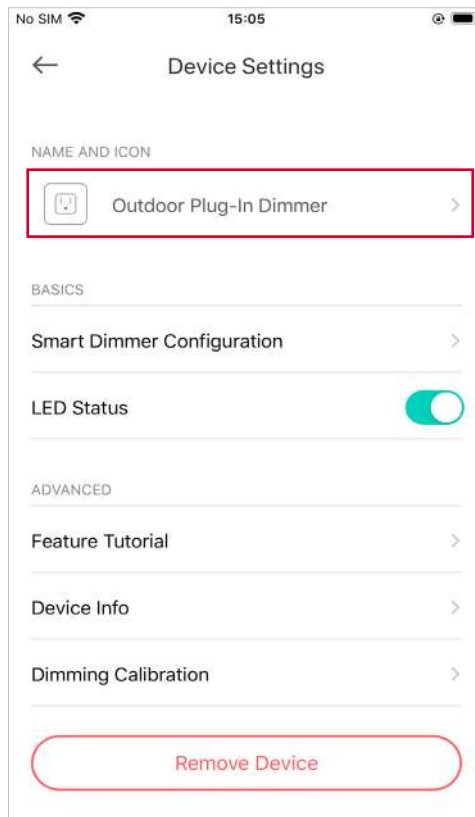 No SIM 15:05
Device Settings
NAME AND ICON
Outdoor Plug-In Dimmer
BASICS
Smart Dimmer Configuration
LED Status
ADVANCED
Feature Tutorial
Device Info
Dimming Calibration
Remove Device